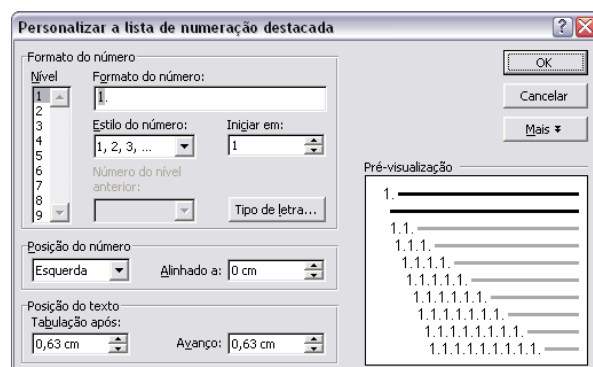 Personalizar a lista de numeração destacada
Formato do número
Nível
Formato do número:
1
2
3
4
5
6
7
8
9
1.
Estilo do número:
Iniciar em:
1, 2, 3, ...
1
Número do nível
anterior:
Tipo de letra...
Posição do número
Esquerda
Alinhado a:
0 cm
Posição do texto
Tabulação após:
0,63 cm
Avanço:
0,63 cm
OK
Cancelar
Mais
Pré-visualização
1.
1.1.
1.1.1.
1.1.1.1.
1.1.1.1.1.
1.1.1.1.1.1.
1.1.1.1.1.1.1.
1.1.1.1.1.1.1.1.
1.1.1.1.1.1.1.1.1.